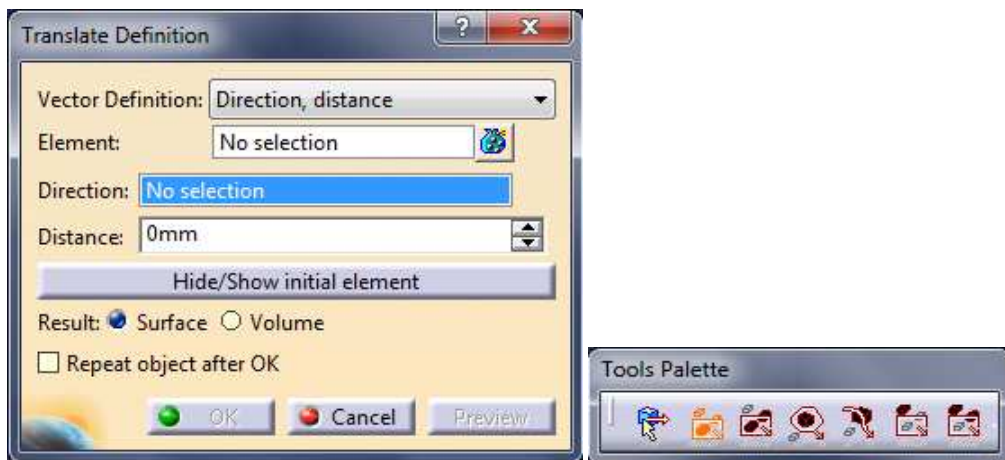 Translate Definition
?
X
Vector Definition: Direction, distance
Element: No selection
Direction: No selection
Distance: 0mm
Hide/Show initial element
Result: Surface Volume
Repeat object after OK
OK Cancel Preview
Tools Palette